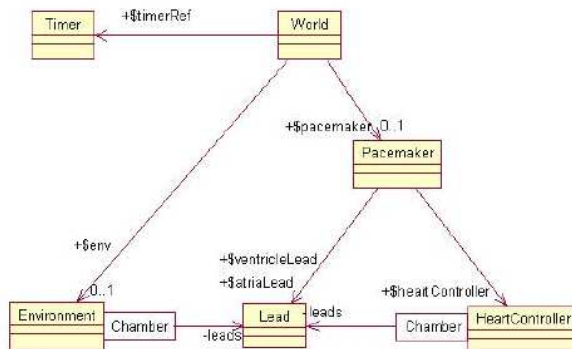 Timer
+$timerRef
World
+$pacemaker 0..1
Pacemaker
+$env
+$ventricleLead
+$atriaLead
+$heartController
0..1
Environment
Chamber
-leads
Lead
-leads
Chamber
HeartController